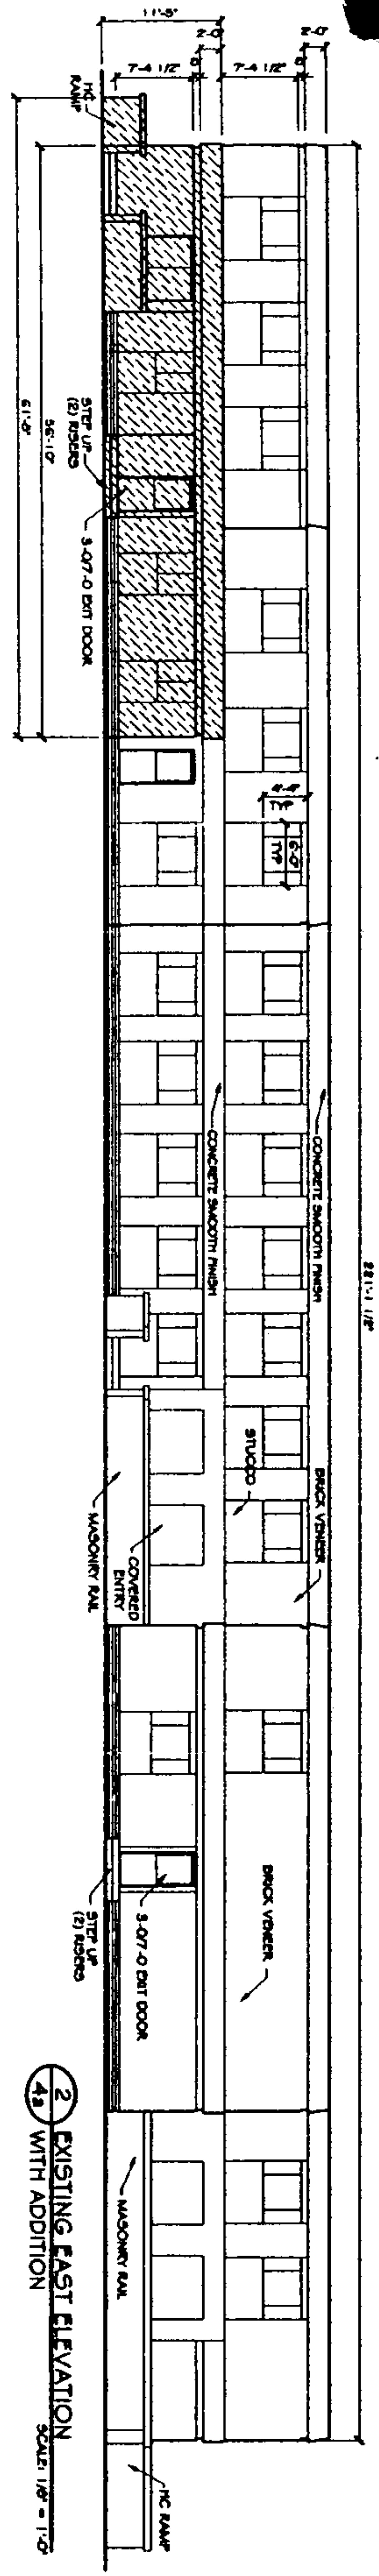 11'-5"
2'-0"
7'-4 1/2"
8"
7'-4 1/2"
8"
2'-0"
HC
RAMP
61'-8"
56'-10"
STEP UP
(2) RISERS
3-0/7-0 EXIT DOOR
4'-4"
TYP
6'-0"
TYP
221'-1 1/2"
CONCRETE SMOOTH FINISH
CONCRETE SMOOTH FINISH
BRICK VENEER
STUCCO
COVERED
ENTRY
MASONRY RAIL
BRICK VENEER
3-0/7-0 EXIT DOOR
STEP UP
(2) RISERS
MASONRY RAIL
HC RAMP
2
4a
EXISTING EAST ELEVATION
WITH ADDITION
SCALE: 1/8" = 1'-0"